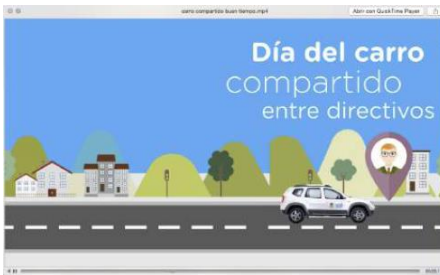 carro compartido buen tiempo.mp4
Abrir con QuickTime Player
Día del carro
compartido
entre directivos